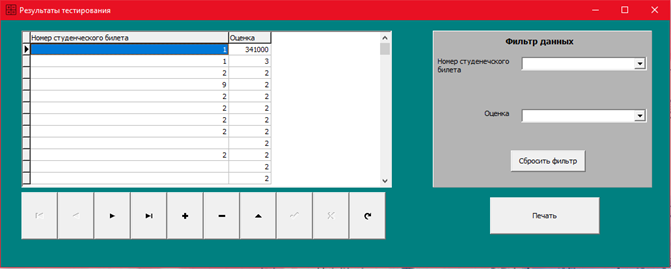 Результаты тестирования
Номер студенческого билета Оценка
1 341000
1 3
2 2
9 2
2 2
2 2
2 2
2 2
2
2 2
2
2
Фильтр данных
Номер студенеческого
билета
Оценка
Сбросить фильтр
Печать